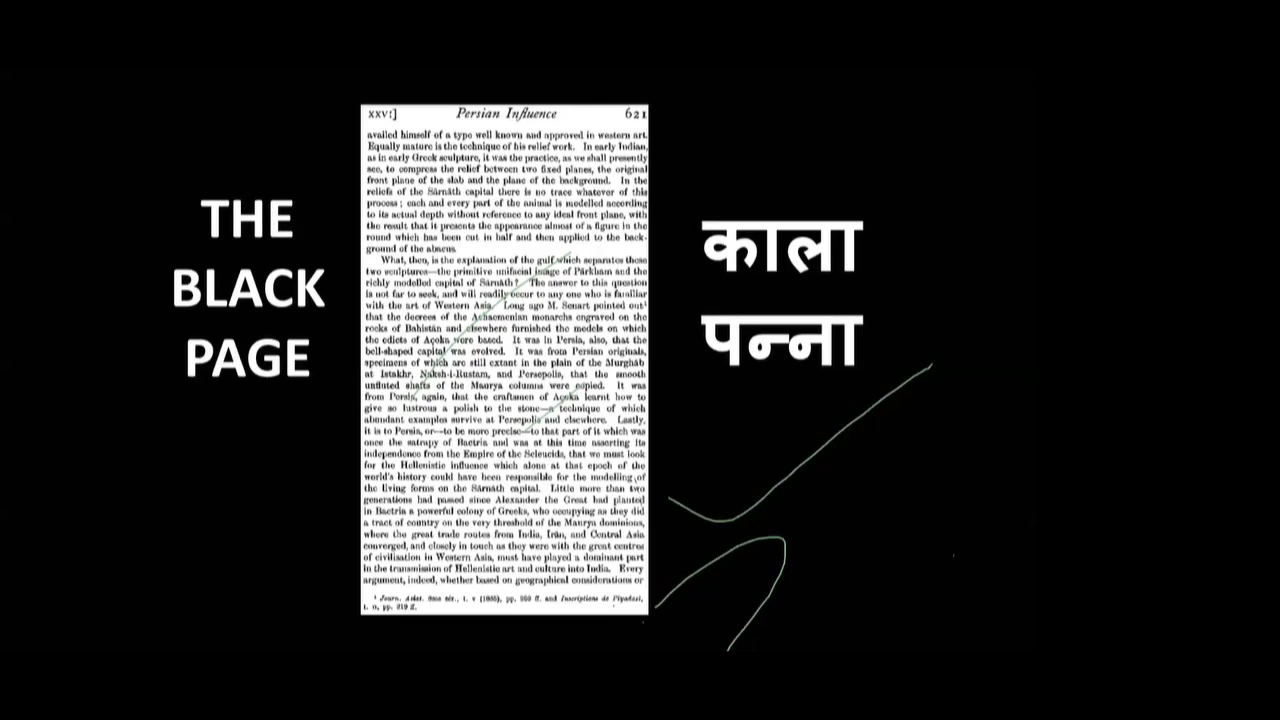 THE
BLACK
PAGE
XXVI]	Persian Influence	621
availed himself of a type well known and approved in western art.
Equally mature is the technique of his relief work. In early Indian,
as in early Greek sculpture, it was the practice, as we shall presently
see, to compress the relief between two fixed planes, the original
front plane of the slab and the plane of the background. In the
reliefs of the Sārnāth capital there is no trace whatever of this
process; each and every part of the animal is modelled according
to its actual depth without reference to any ideal front plane, with
the result that it presents the appearance almost of a figure in the
round which has been cut in half and then applied to the back-
ground of the abacus.
What, then, is the explanation of the gulf which separates these
two sculptures—the primitive unifacial image of Pārkham and the
richly modelled capital of Sārnāth? The answer to this question
is not far to seek, and will readily occur to any one who is familiar
with the art of Western Asia. Long ago M. Senart pointed out¹
that the decrees of the Achaemenian monarchs engraved on the
rocks of Bahistān and elsewhere furnished the models on which
the edicts of Açoka were based. It was in Persia, also, that the
bell-shaped capital was evolved. It was from Persian originals,
specimens of which are still extant in the plain of the Murghāb
at Istakhr, Naksh-i-Rustam, and Persepolis, that the smooth
unfluted shafts of the Maurya columns were copied. It was
from Persia, again, that the craftsmen of Açoka learnt how to
give so lustrous a polish to the stone—a technique of which
abundant examples survive at Persepolis and elsewhere. Lastly,
it is to Persia, or—to be more precise—to that part of it which was
once the satrapy of Bactria and was at this time asserting its
independence from the Empire of the Seleucids, that we must look
for the Hellenistic influence which alone at that epoch of the
world's history could have been responsible for the modelling of
the living forms on the Sārnāth capital. Little more than two
generations had passed since Alexander the Great had planted
in Bactria a powerful colony of Greeks, who occupying as they did
a tract of country on the very threshold of the Maurya dominions,
where the great trade routes from India, Irān, and Central Asia
converged, and closely in touch as they were with the great centres
of civilisation in Western Asia, must have played a dominant part
in the transmission of Hellenistic art and culture into India. Every
argument, indeed, whether based on geographical considerations or
¹ Journ. Asiat. 8me sér., t. v (1885), pp. 269 ff. and Inscriptions de Piyadasi,
t. II, pp. 219 ff.
काला
पन्ना